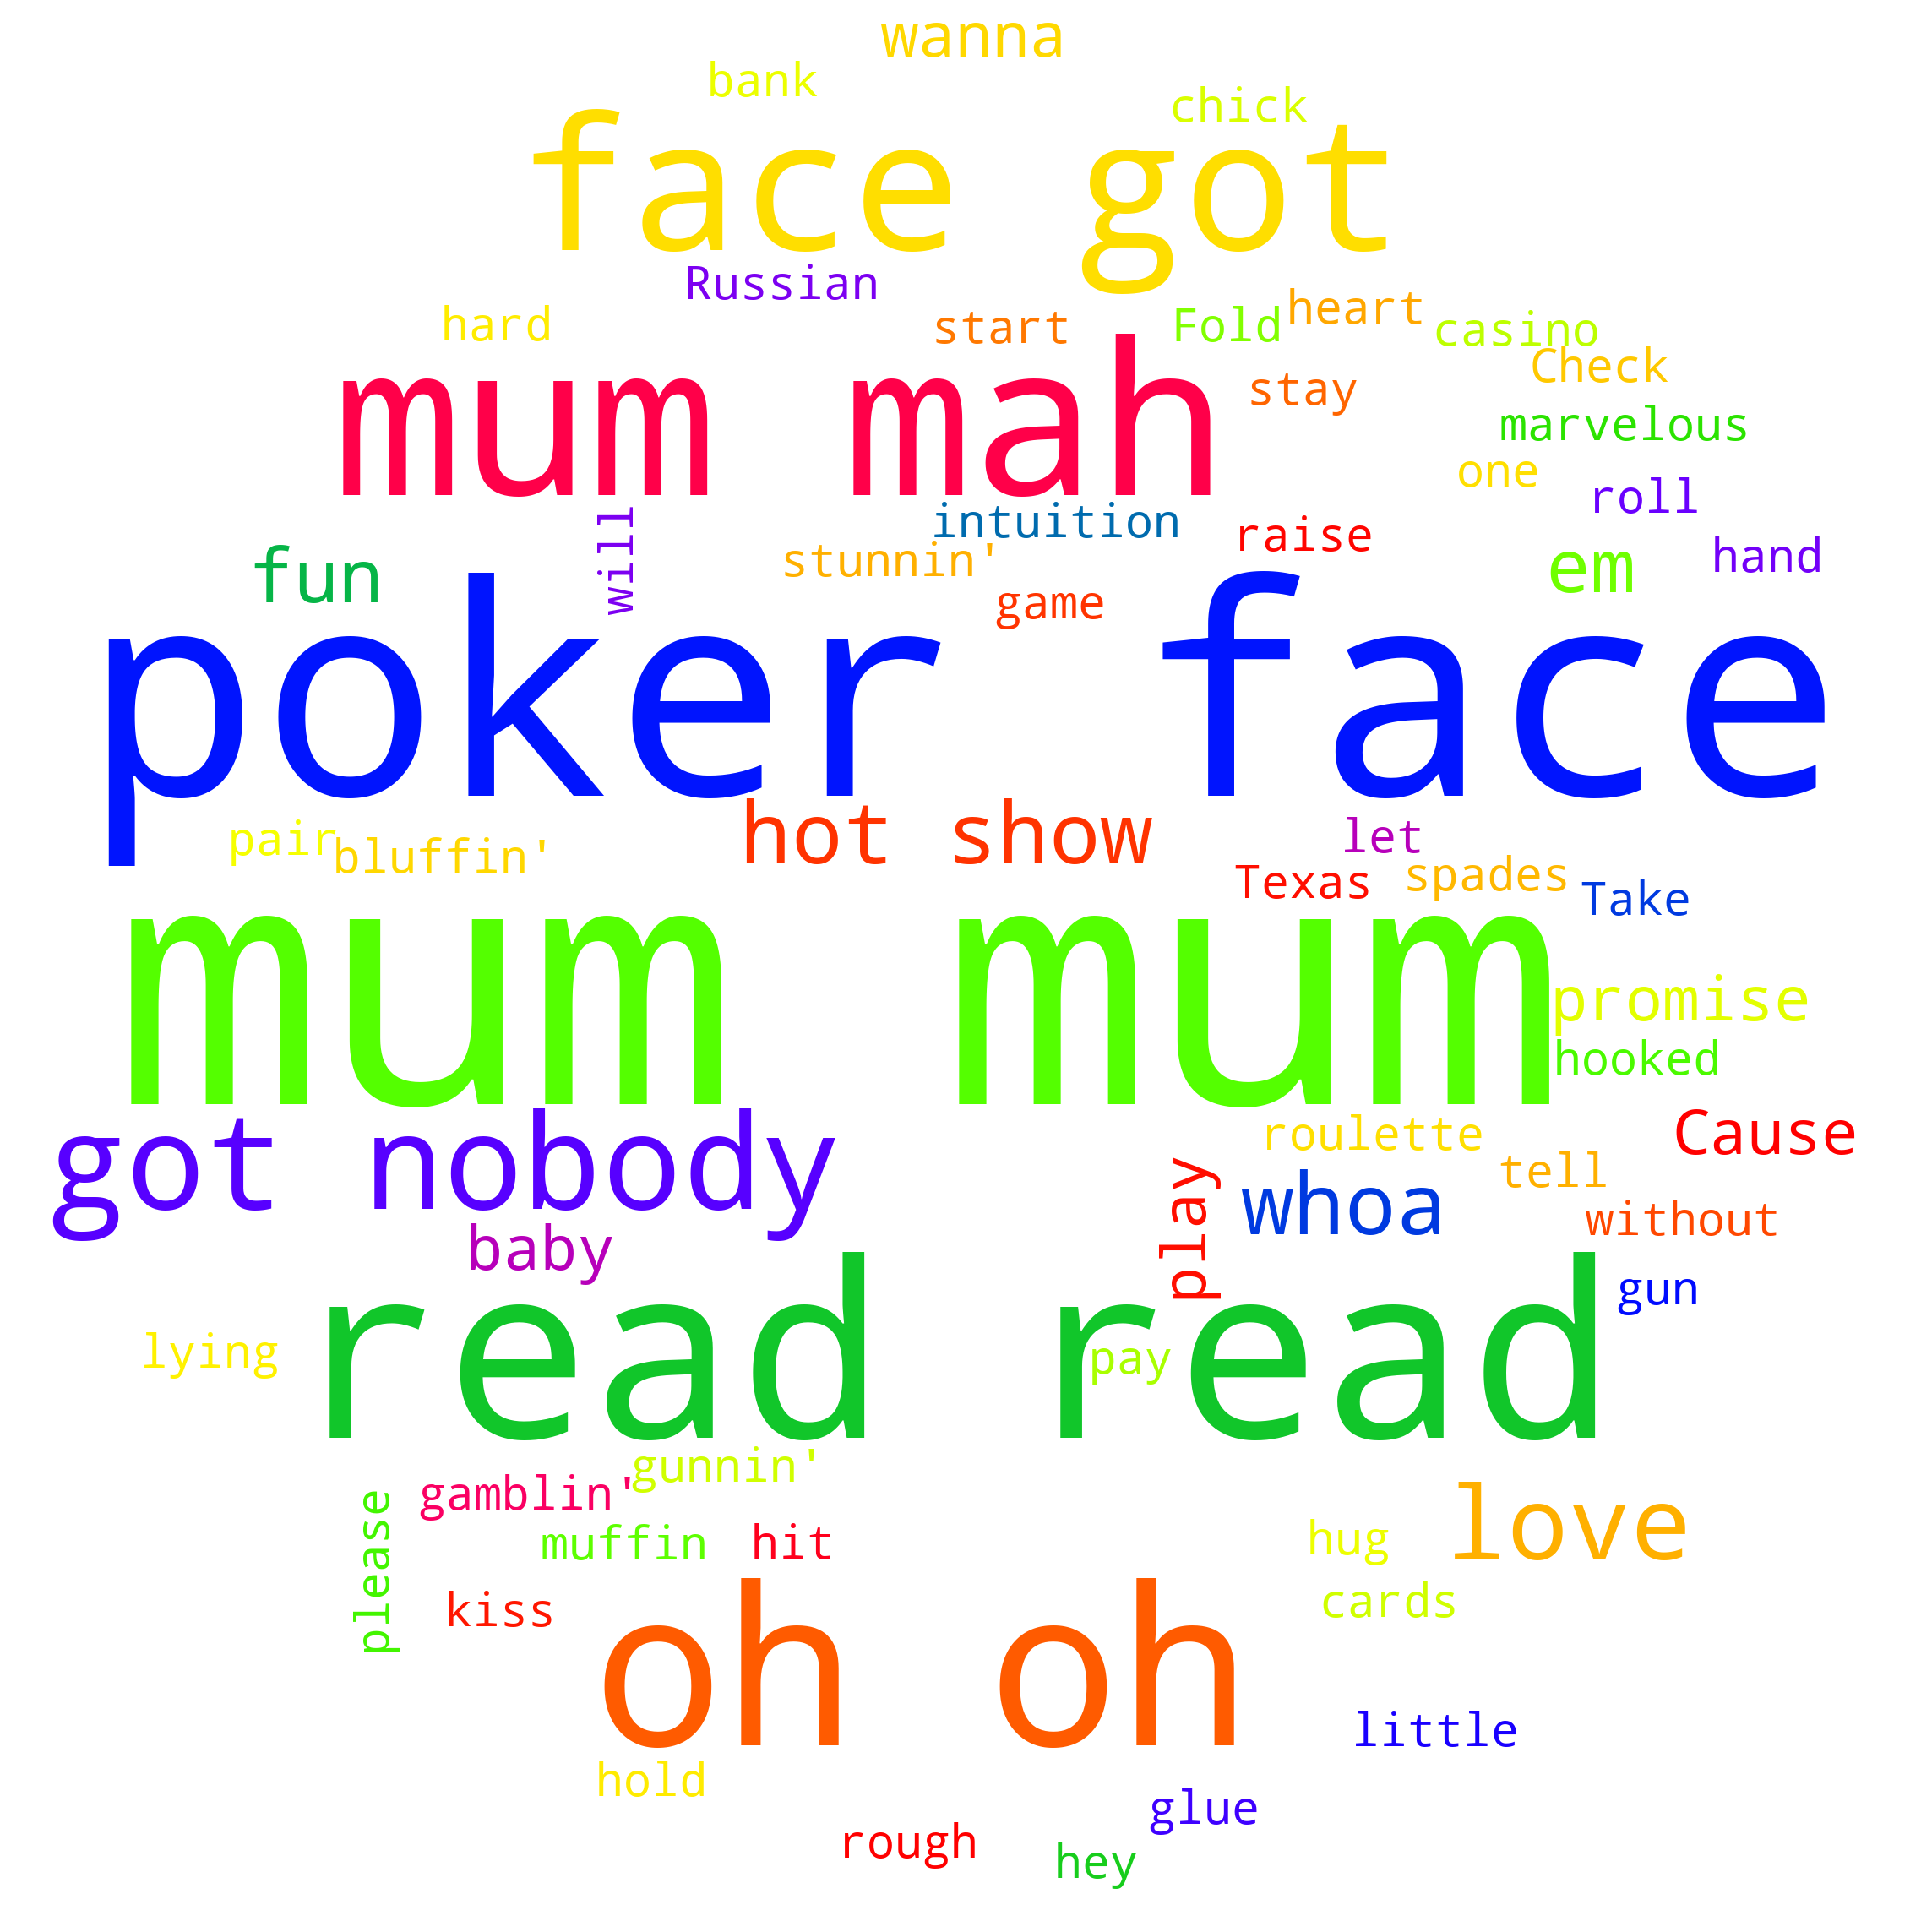 wanna
bank
chick
face got
Russian
hard
start
Fold
heart
casino
Check
mum mah
stay
marvelous
one
roll
will
intuition
raise
stunnin'
fun
em
hand
game
poker face
pair
bluffin'
hot show
let
Texas
spades
Take
mum mum
promise
hooked
got nobody
roulette
Cause
play
whoa
tell
without
baby
gun
read read
lying
pay
gunnin'
gamblin'
please
muffin
hit
hug
love
kiss
cards
oh oh
little
hold
glue
rough
hey